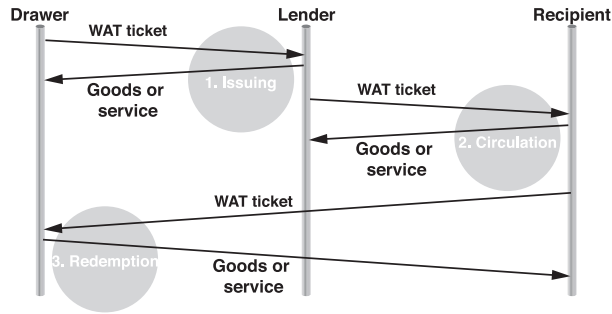 Drawer Lender Recipient
WAT ticket
1. Issuing
Goods or
service
WAT ticket
2. Circulation
Goods or
service
WAT ticket
3. Redemption
Goods or
service